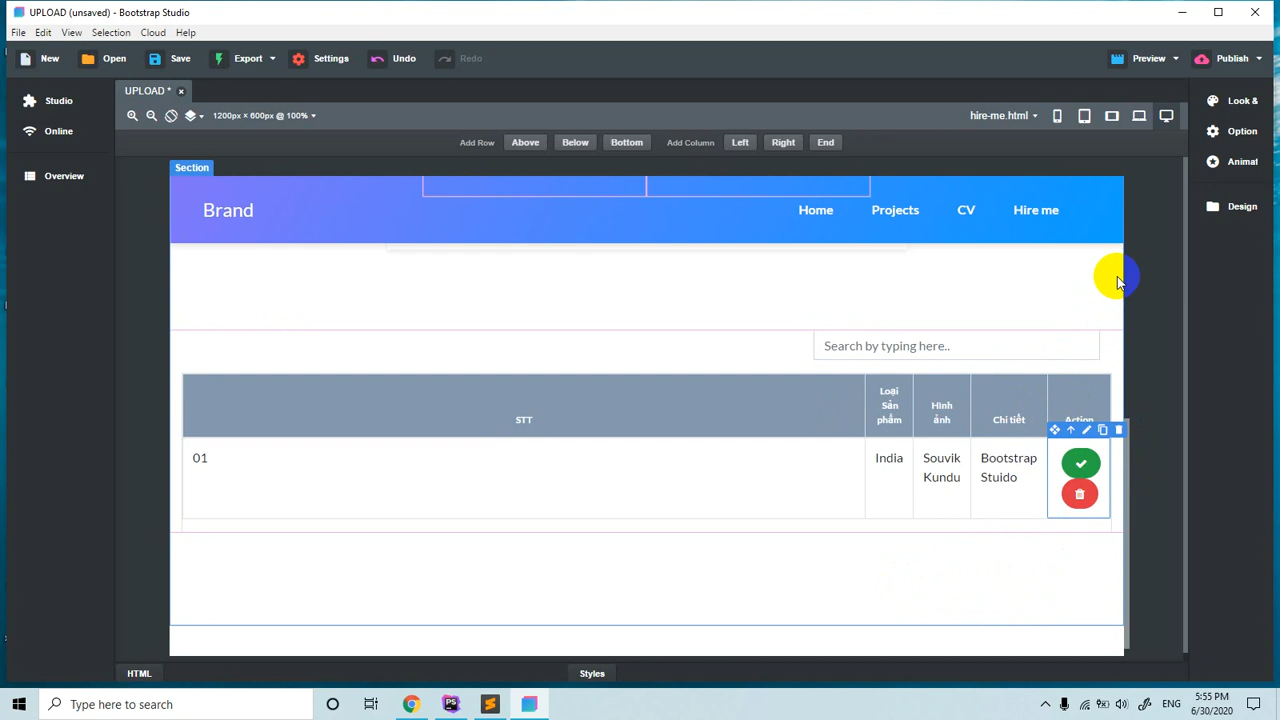 UPLOAD (unsaved) - Bootstrap Studio
File Edit View Selection Cloud Help
New Open Save Export Settings Undo Redo Preview Publish
Studio
Online
Overview
UPLOAD *
1200px × 600px @ 100%
hire-me.html
Add Row Above Below Bottom Add Column Left Right End
Section
Brand Home Projects CV Hire me
Search by typing here..
STT Loại Sản phẩm Hình ảnh Chi tiết Action
01 India Souvik Kundu Bootstrap Stuido
Look &
Option
Animat
Design
HTML Styles
Type here to search
ENG
5:55 PM
6/30/2020